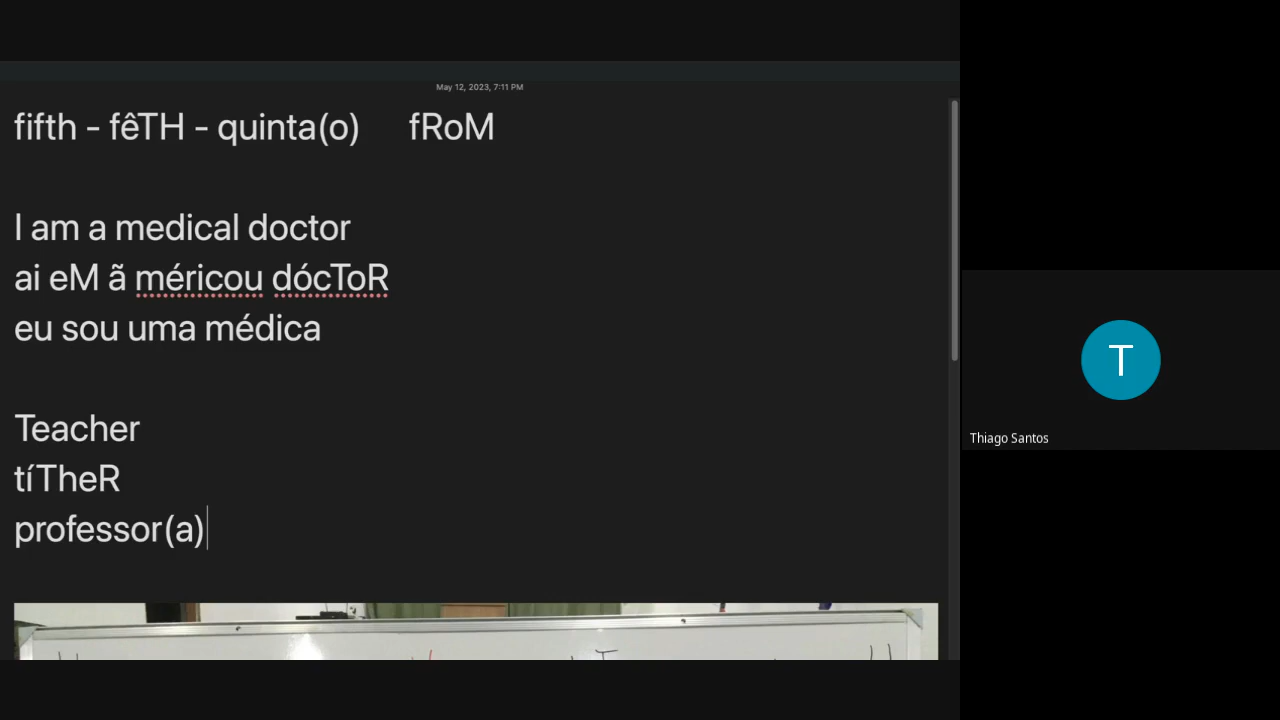 May 12, 2023, 7:11 PM
fifth - fêTH - quinta(o) fRoM
I am a medical doctor
ai eM ã méricou dócToR
eu sou uma médica
Teacher
tíTheR
professor(a)
T
Thiago Santos